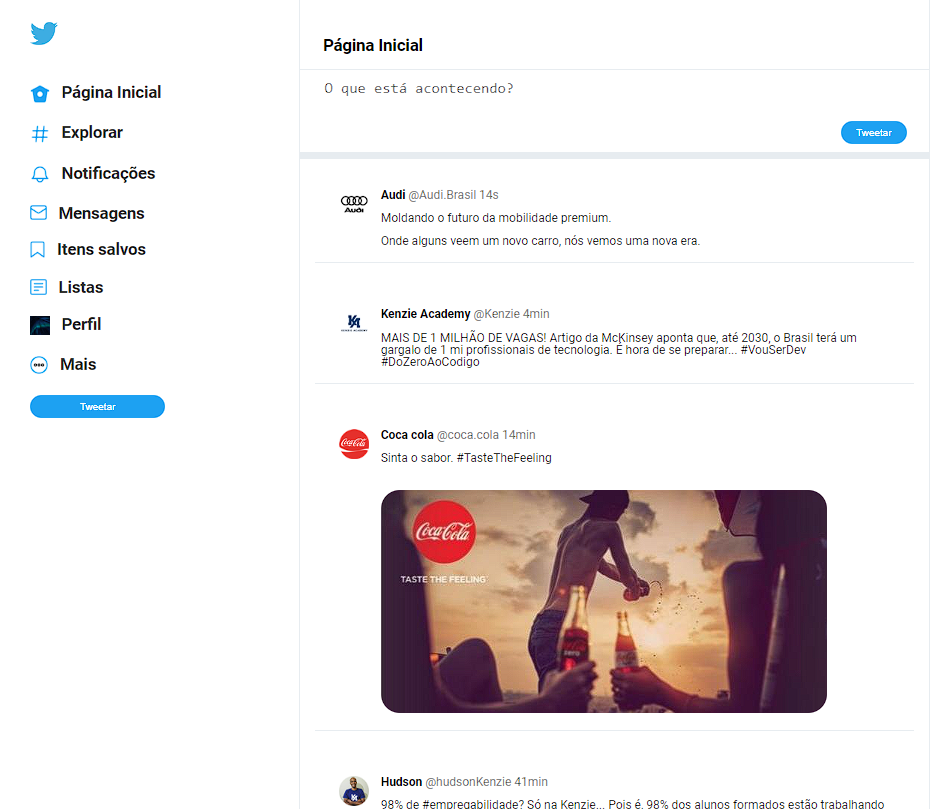 Página Inicial
Explorar
Notificações
Mensagens
Itens salvos
Listas
Perfil
Mais
Tweetar
Página Inicial
O que está acontecendo?
Tweetar
Audi @Audi.Brasil 14s
Audi
Moldando o futuro da mobilidade premium.
Onde alguns veem um novo carro, nós vemos uma nova era.
Kenzie Academy @Kenzie 4min
KA
MAIS DE 1 MILHÃO DE VAGAS! Artigo da McKinsey aponta que, até 2030, o Brasil terá um
gargalo de 1 mi profissionais de tecnologia. É hora de se preparar... #VouSerDev
#DoZeroAoCodigo
Coca cola @coca.cola 14min
Coca-Cola
Sinta o sabor. #TasteTheFeeling
Coca-Cola
TASTE THE FEELING
Hudson @hudsonKenzie 41min
98% de #empregabilidade? Só na Kenzie... Pois é, 98% dos alunos formados estão trabalhando